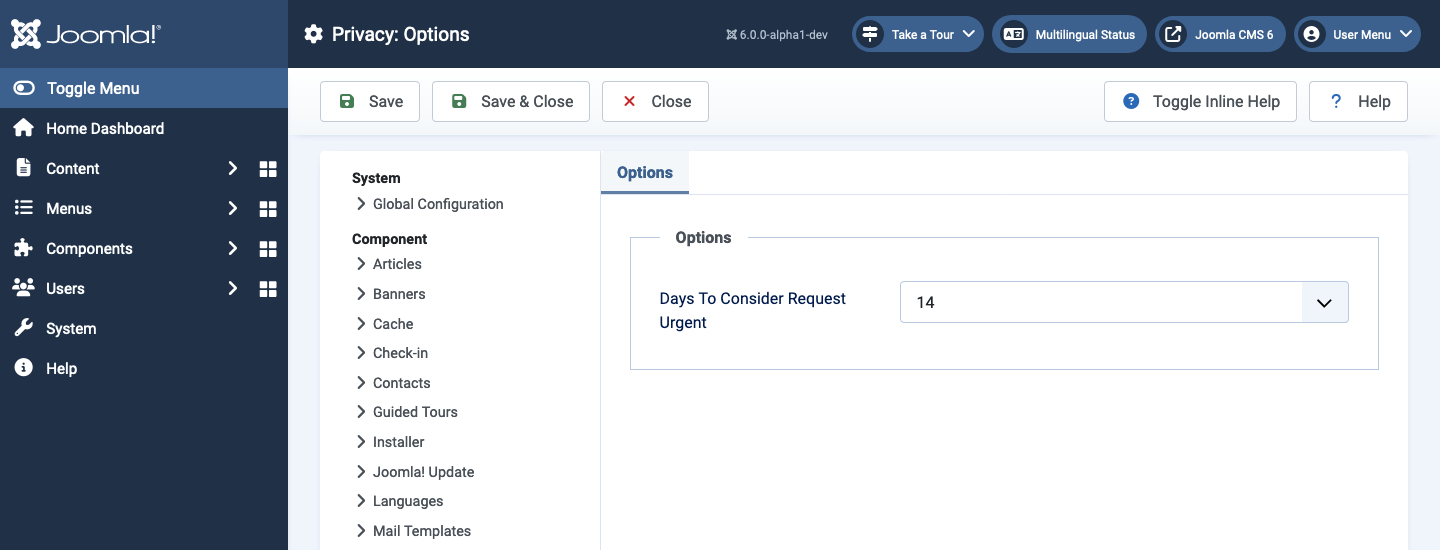 Joomla!®
Privacy: Options
6.0.0-alpha1-dev
Take a Tour
Multilingual Status
Joomla CMS 6
User Menu
Toggle Menu
Home Dashboard
Content
Menus
Components
Users
System
Help
Save
Save & Close
Close
Toggle Inline Help
? Help
System
Global Configuration
Component
Articles
Banners
Cache
Check-in
Contacts
Guided Tours
Installer
Joomla! Update
Languages
Mail Templates
Options
Options
Days To Consider Request
Urgent
14